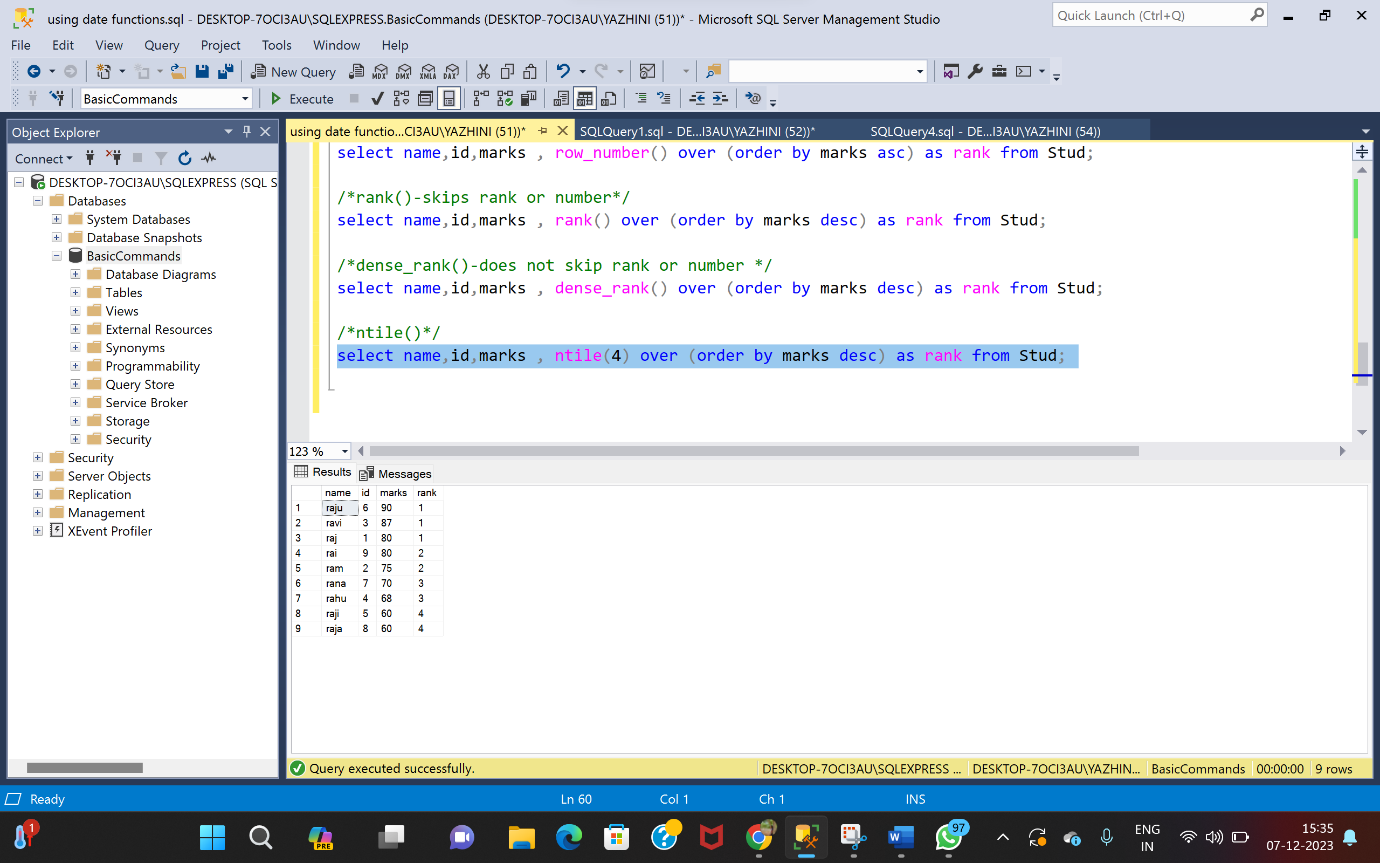 using date functions.sql - DESKTOP-7OCI3AU\SQLEXPRESS.BasicCommands (DESKTOP-7OCI3AU\YAZHINI (51))* - Microsoft SQL Server Management Studio
Quick Launch (Ctrl+Q)
File Edit View Query Project Tools Window Help
New Query MDX DMX XMLA DAX
BasicCommands Execute
Object Explorer
using date functio...CI3AU\YAZHINI (51))* SQLQuery1.sql - DE...I3AU\YAZHINI (52))* SQLQuery4.sql - DE...I3AU\YAZHINI (54))
Connect
DESKTOP-7OCI3AU\SQLEXPRESS (SQL S
Databases
System Databases
Database Snapshots
BasicCommands
Database Diagrams
Tables
Views
External Resources
Synonyms
Programmability
Query Store
Service Broker
Storage
Security
Security
Server Objects
Replication
Management
XEvent Profiler
select name,id,marks , row_number() over (order by marks asc) as rank from Stud;
/*rank()-skips rank or number*/
select name,id,marks , rank() over (order by marks desc) as rank from Stud;
/*dense_rank()-does not skip rank or number */
select name,id,marks , dense_rank() over (order by marks desc) as rank from Stud;
/*ntile()*/
select name,id,marks , ntile(4) over (order by marks desc) as rank from Stud;
123 %
Results Messages
name id marks rank
1 raju 6 90 1
2 ravi 3 87 1
3 raj 1 80 1
4 rai 9 80 2
5 ram 2 75 2
6 rana 7 70 3
7 rahu 4 68 3
8 raji 5 60 4
9 raja 8 60 4
Query executed successfully. DESKTOP-7OCI3AU\SQLEXPRESS ... DESKTOP-7OCI3AU\YAZHIN... BasicCommands 00:00:00 9 rows
Ready Ln 60 Col 1 Ch 1 INS
1 PRE 97 ENG 15:35
IN 07-12-2023